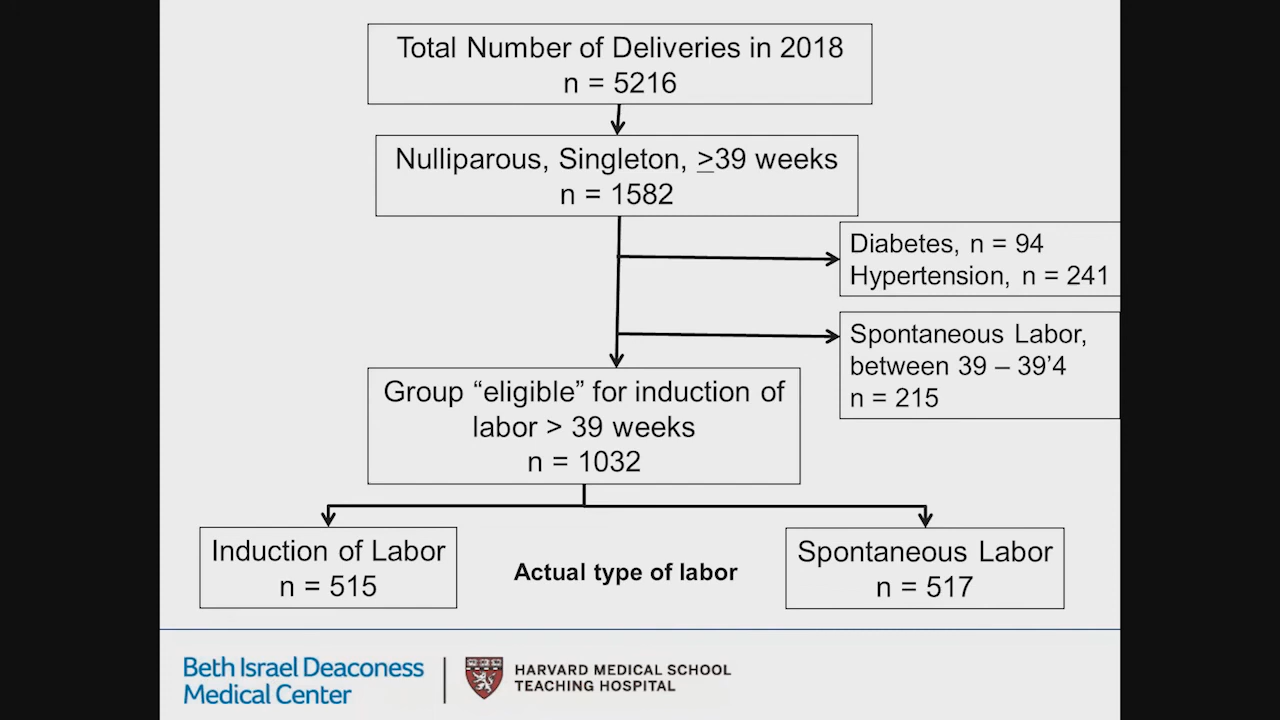 Total Number of Deliveries in 2018
n = 5216
Nulliparous, Singleton, >39 weeks
n = 1582
Diabetes, n = 94
Hypertension, n = 241
Spontaneous Labor,
between 39 – 39’4
n = 215
Group “eligible” for induction of
labor > 39 weeks
n = 1032
Induction of Labor
n = 515
Actual type of labor
Spontaneous Labor
n = 517
Beth Israel Deaconess
Medical Center
HARVARD MEDICAL SCHOOL
TEACHING HOSPITAL